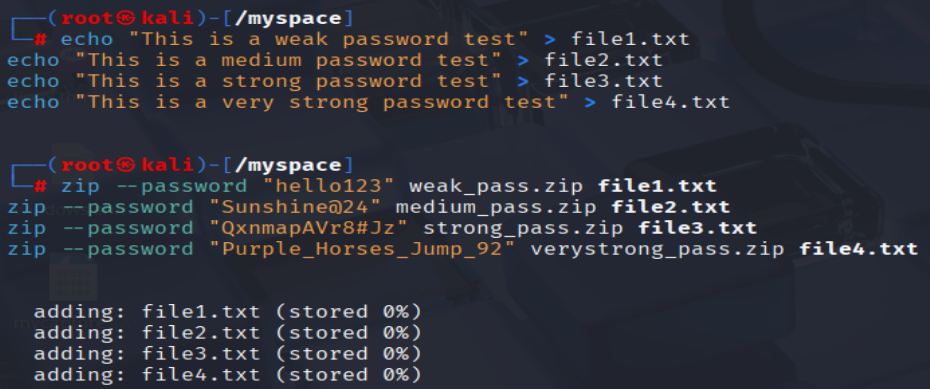 ┌──(root㉿kali)-[/myspace]
└─# echo "This is a weak password test" > file1.txt
echo "This is a medium password test" > file2.txt
echo "This is a strong password test" > file3.txt
echo "This is a very strong password test" > file4.txt
┌──(root㉿kali)-[/myspace]
└─# zip --password "hello123" weak_pass.zip file1.txt
zip --password "Sunshine@24" medium_pass.zip file2.txt
zip --password "QxnmapAVr8#Jz" strong_pass.zip file3.txt
zip --password "Purple_Horses_Jump_92" verystrong_pass.zip file4.txt
adding: file1.txt (stored 0%)
adding: file2.txt (stored 0%)
adding: file3.txt (stored 0%)
adding: file4.txt (stored 0%)